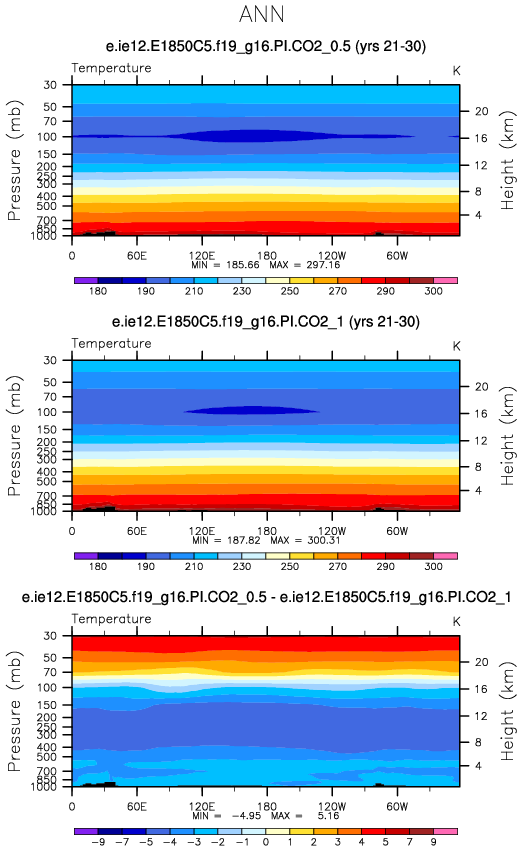 ANN
e.ie12.E1850C5.f19_g16.PI.CO2_0.5 (yrs 21-30)
Temperature K
30
50
70
100
150
200
250
300
400
500
700
850
1000
Pressure (mb)
20
16
12
8
4
Height (km)
0 60E 120E 180 120W 60W
MIN = 185.66 MAX = 297.16
180 190 210 230 250 270 290 300
e.ie12.E1850C5.f19_g16.PI.CO2_1 (yrs 21-30)
Temperature K
30
50
70
100
150
200
250
300
400
500
700
850
1000
Pressure (mb)
20
16
12
8
4
Height (km)
0 60E 120E 180 120W 60W
MIN = 187.82 MAX = 300.31
180 190 210 230 250 270 290 300
e.ie12.E1850C5.f19_g16.PI.CO2_0.5 - e.ie12.E1850C5.f19_g16.PI.CO2_1
Temperature K
30
50
70
100
150
200
250
300
400
500
700
850
1000
Pressure (mb)
20
16
12
8
4
Height (km)
0 60E 120E 180 120W 60W
MIN = -4.95 MAX = 5.16
-9 -7 -5 -4 -3 -2 -1 0 1 2 3 4 5 7 9